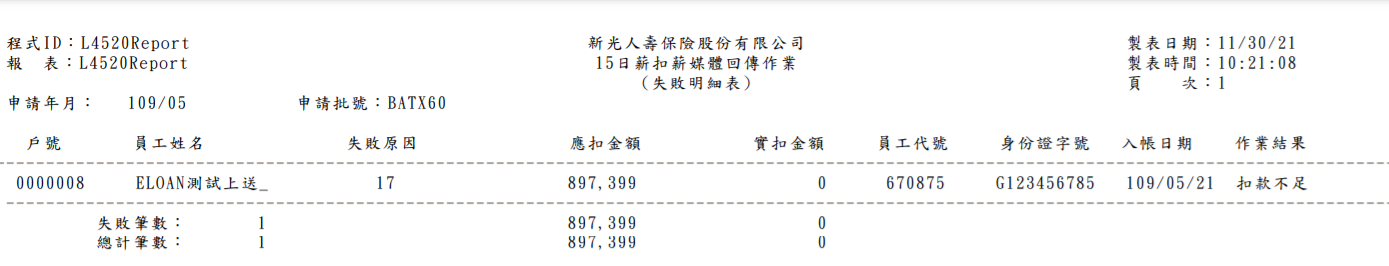 程式ID：L4520Report 新光人壽保險股份有限公司 製表日期：11/30/21
報　表：L4520Report 15日薪扣薪媒體回傳作業 製表時間：10:21:08
（失敗明細表） 頁　　次：1
申請年月： 109/05 申請批號：BATX60
戶號 員工姓名 失敗原因 應扣金額 實扣金額 員工代號 身份證字號 入帳日期 作業結果
0000008 ELOAN測試上送_ 17 897,399 0 670875 G123456785 109/05/21 扣款不足
失敗筆數： 1 897,399 0
總計筆數： 1 897,399 0